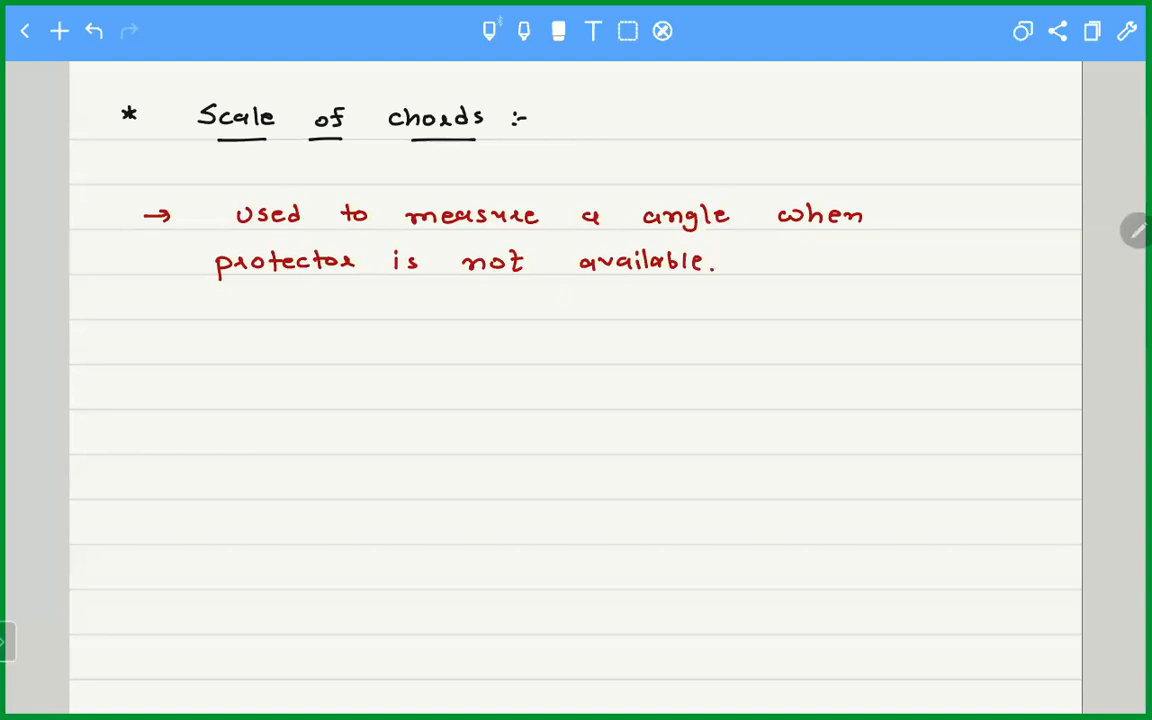 * Scale of chords :-
→ used to measure a angle when
protector is not available.